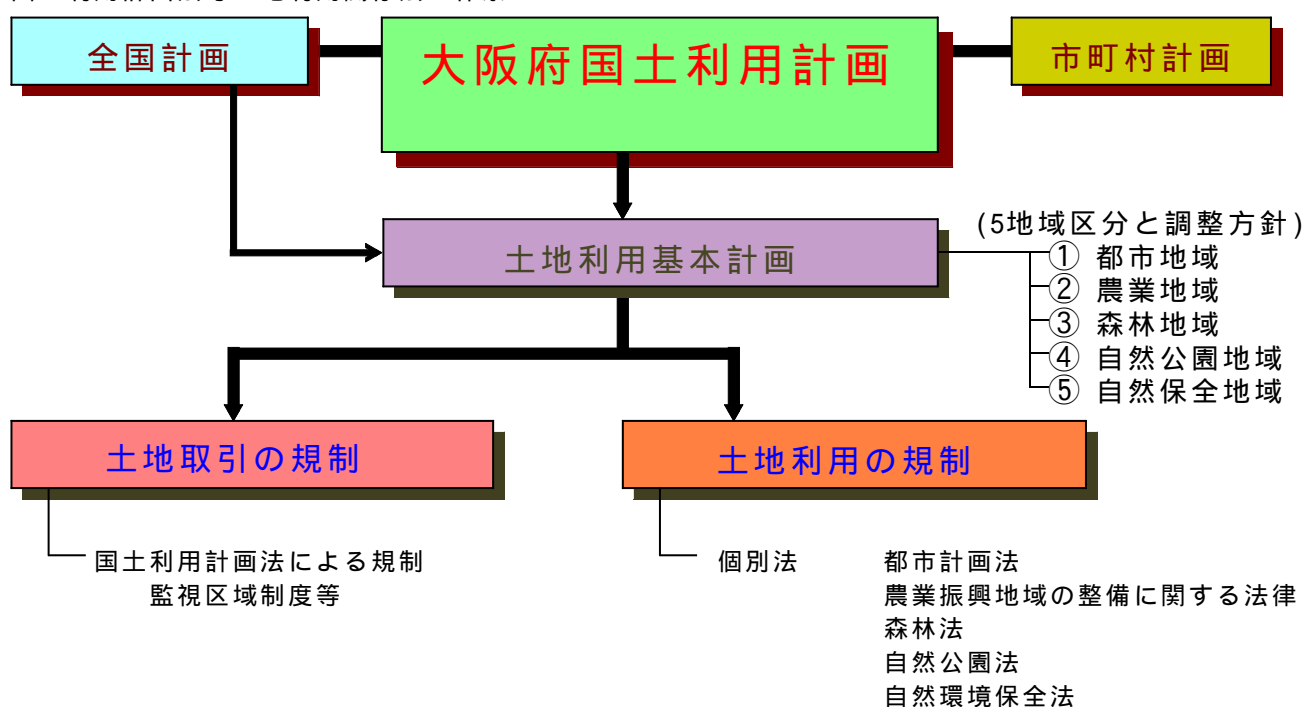 全国計画
大阪府国土利用計画
市町村計画
土地利用基本計画
(5地域区分と調整方針)
① 都市地域
② 農業地域
③ 森林地域
④ 自然公園地域
⑤ 自然保全地域
土地取引の規制
土地利用の規制
国土利用計画法による規制
監視区域制度等
個別法
都市計画法
農業振興地域の整備に関する法律
森林法
自然公園法
自然環境保全法